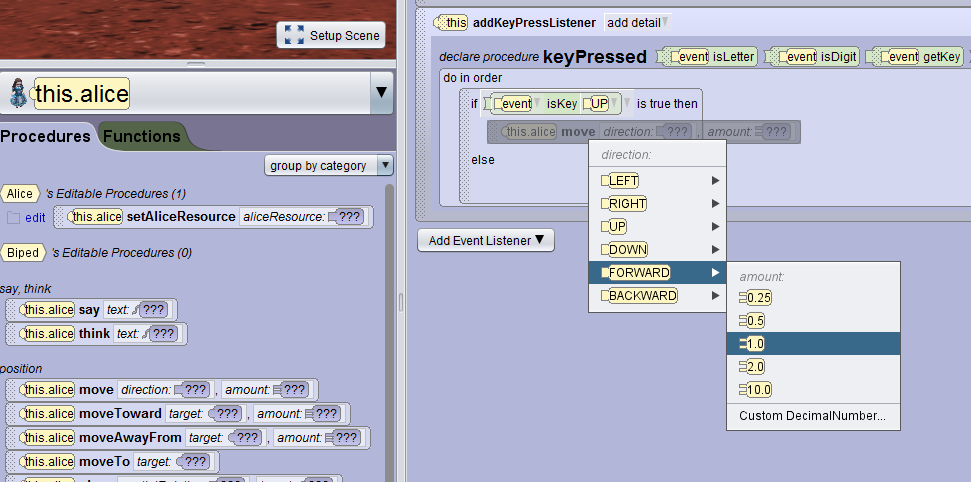 Setup Scene
this.alice
Procedures Functions
group by category
Alice 's Editable Procedures (1)
edit this.alice setAliceResource aliceResource: ???
Biped 's Editable Procedures (0)
say, think
this.alice say text: ???
this.alice think text: ???
position
this.alice move direction: ??? , amount: ???
this.alice moveToward target: ??? , amount: ???
this.alice moveAwayFrom target: ??? , amount: ???
this.alice moveTo target: ???
this addKeyPressListener add detail
declare procedure keyPressed event isLetter event isDigit event getKey
do in order
if event isKey UP is true then
this.alice move direction: ??? , amount: ???
else
Add Event Listener
direction:
LEFT
RIGHT
UP
DOWN
FORWARD
BACKWARD
amount:
0.25
0.5
1.0
2.0
10.0
Custom DecimalNumber...